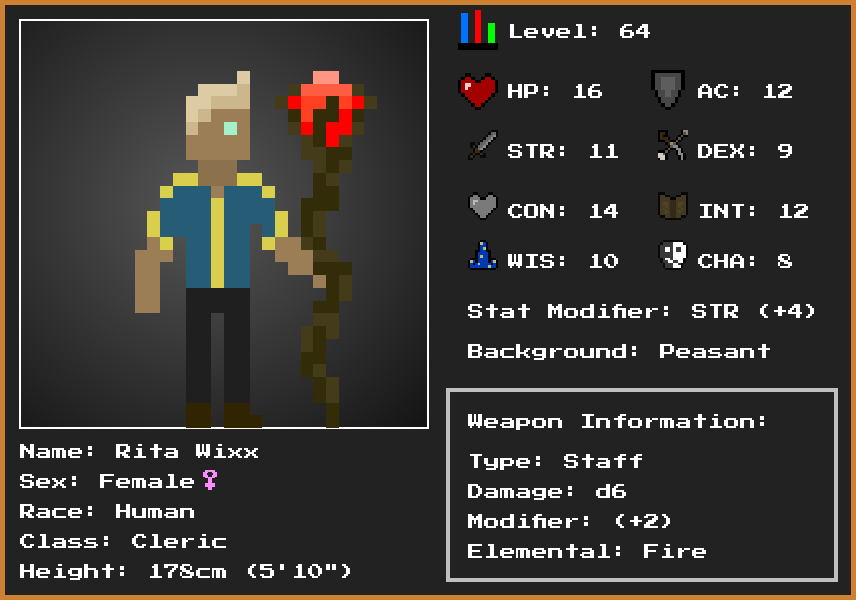 Level: 64
HP: 16 AC: 12
STR: 11 DEX: 9
CON: 14 INT: 12
WIS: 10 CHA: 8
Stat Modifier: STR (+4)
Background: Peasant
Weapon Information:
Type: Staff
Damage: d6
Modifier: (+2)
Elemental: Fire
Name: Rita Wixx
Sex: Female♀
Race: Human
Class: Cleric
Height: 178cm (5'10")